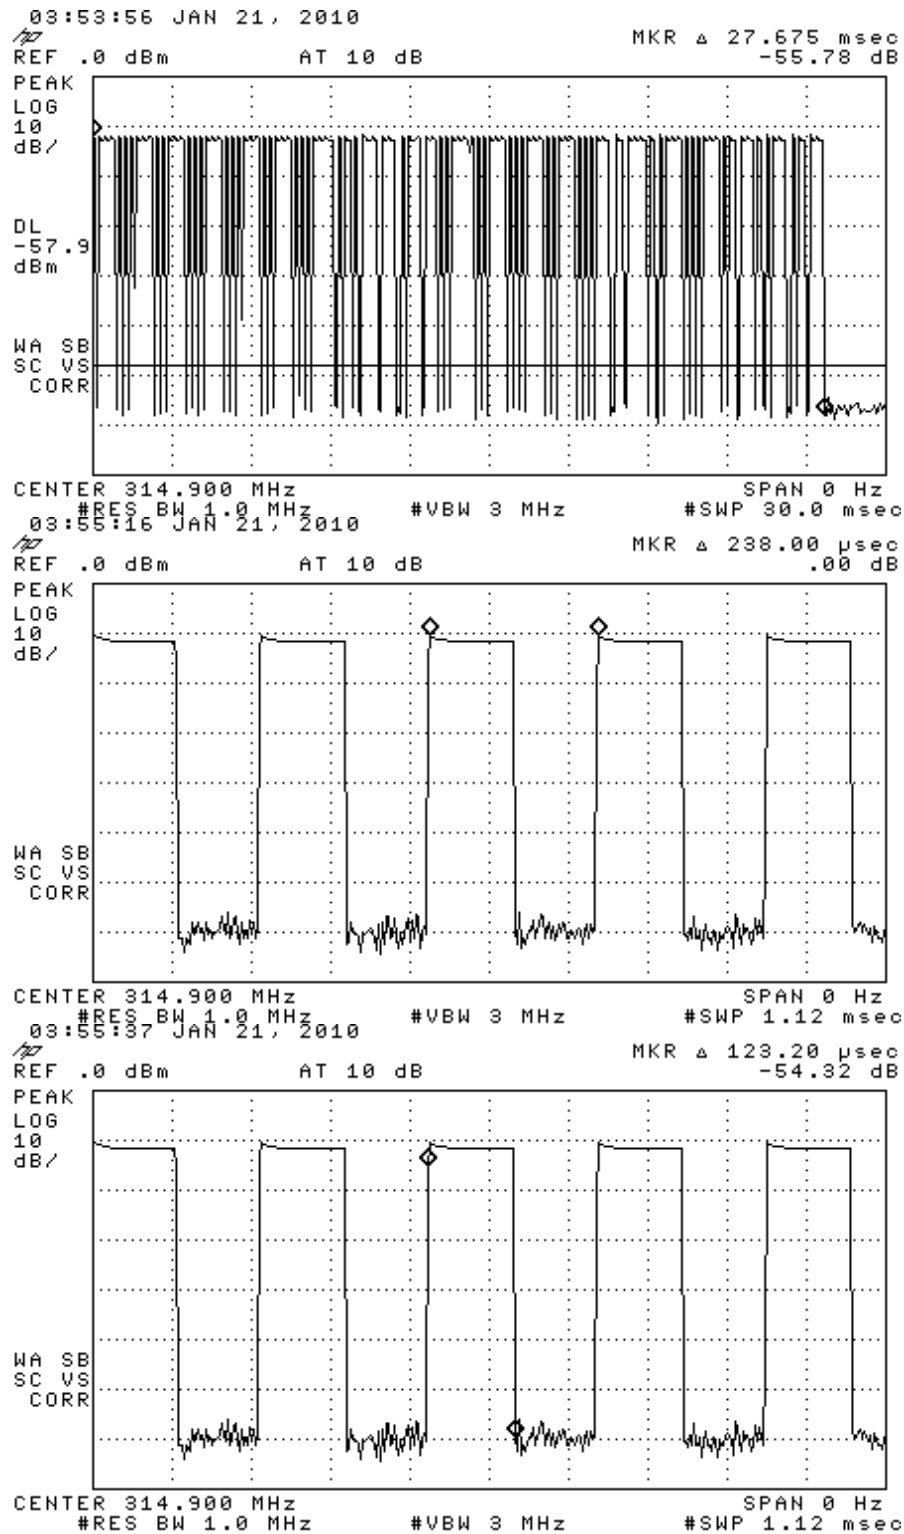 03:53:56 JAN 21, 2010
hp
MKR Δ 27.675 msec
REF .0 dBm AT 10 dB -55.78 dB
PEAK
LOG
10
dB/
DL
-57.9
dBm
WA SB
SC VS
CORR
CENTER 314.900 MHz SPAN 0 Hz
#RES BW 1.0 MHz #VBW 3 MHz #SWP 30.0 msec
03:55:16 JAN 21, 2010
hp
MKR Δ 238.00 μsec
REF .0 dBm AT 10 dB .00 dB
PEAK
LOG
10
dB/
WA SB
SC VS
CORR
CENTER 314.900 MHz SPAN 0 Hz
#RES BW 1.0 MHz #VBW 3 MHz #SWP 1.12 msec
03:55:37 JAN 21, 2010
hp
MKR Δ 123.20 μsec
REF .0 dBm AT 10 dB -54.32 dB
PEAK
LOG
10
dB/
WA SB
SC VS
CORR
CENTER 314.900 MHz SPAN 0 Hz
#RES BW 1.0 MHz #VBW 3 MHz #SWP 1.12 msec